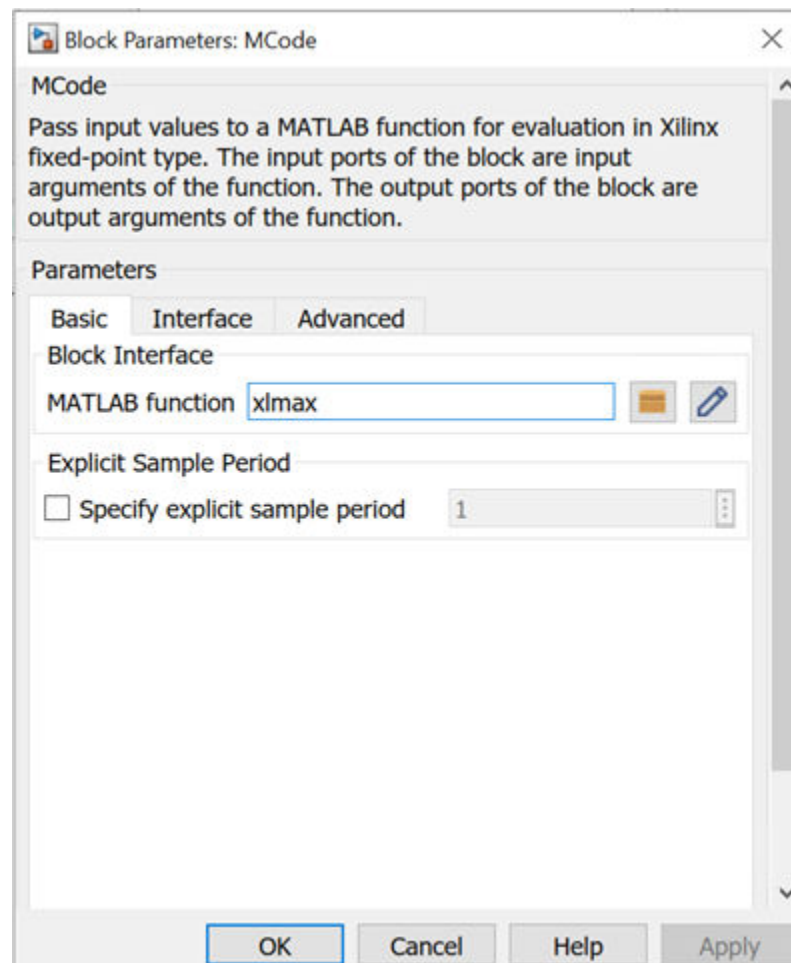 Block Parameters: MCode
MCode
Pass input values to a MATLAB function for evaluation in Xilinx
fixed-point type. The input ports of the block are input
arguments of the function. The output ports of the block are
output arguments of the function.
Parameters
Basic Interface Advanced
Block Interface
MATLAB function xlmax
Explicit Sample Period
Specify explicit sample period 1
OK Cancel Help Apply